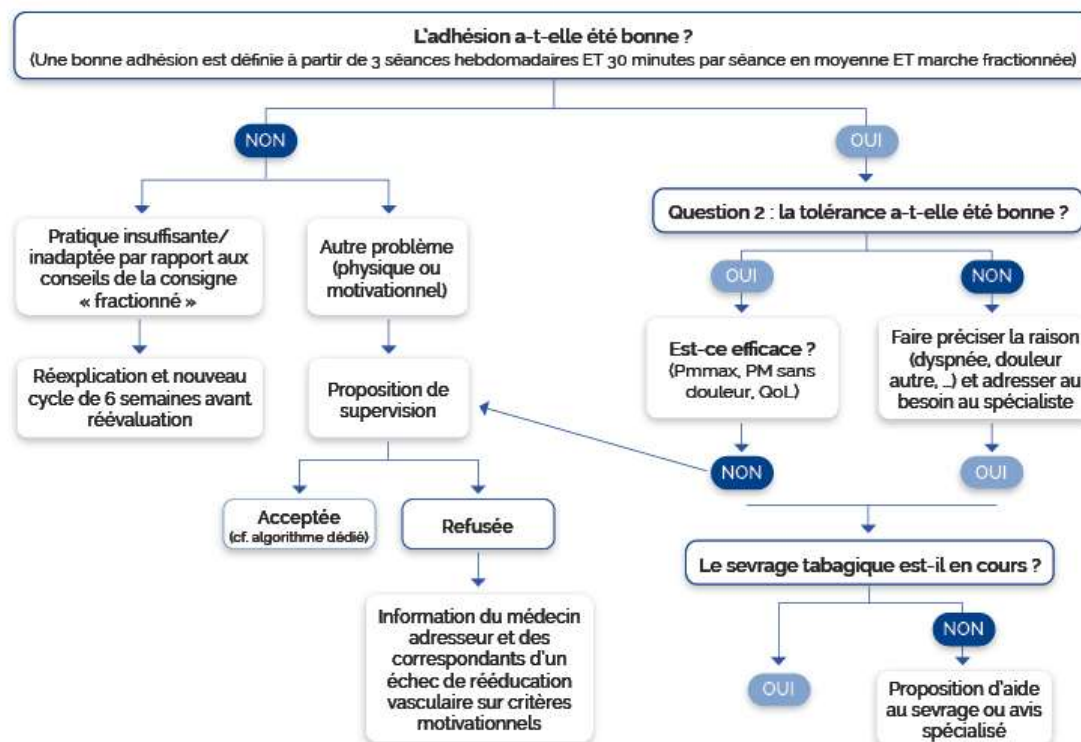 L'adhésion a-t-elle été bonne ?
(Une bonne adhésion est définie à partir de 3 séances hebdomadaires ET 30 minutes par séance en moyenne ET marche fractionnée)
NON
OUI
Pratique insuffisante/
inadaptée par rapport aux
conseils de la consigne
« fractionné »
Autre problème
(physique ou
motivationnel)
Question 2 : la tolérance a-t-elle été bonne ?
OUI
NON
Réexplication et nouveau
cycle de 6 semaines avant
réévaluation
Proposition de
supervision
Est-ce efficace ?
(Pmmax, PM sans
douleur, QoL)
Faire préciser la raison
(dyspnée, douleur
autre, ...) et adresser au
besoin au spécialiste
NON
OUI
Acceptée
(cf. algorithme dédié)
Refusée
Le sevrage tabagique est-il en cours ?
Information du médecin
adresseur et des
correspondants d'un
échec de rééducation
vasculaire sur critères
motivationnels
OUI
NON
Proposition d'aide
au sevrage ou avis
spécialisé